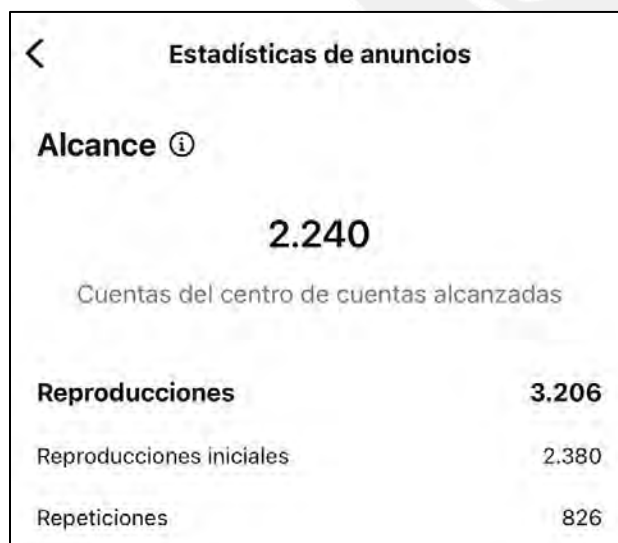 Estadísticas de anuncios
Alcance
2.240
Cuentas del centro de cuentas alcanzadas
Reproducciones 3.206
Reproducciones iniciales 2.380
Repeticiones 826